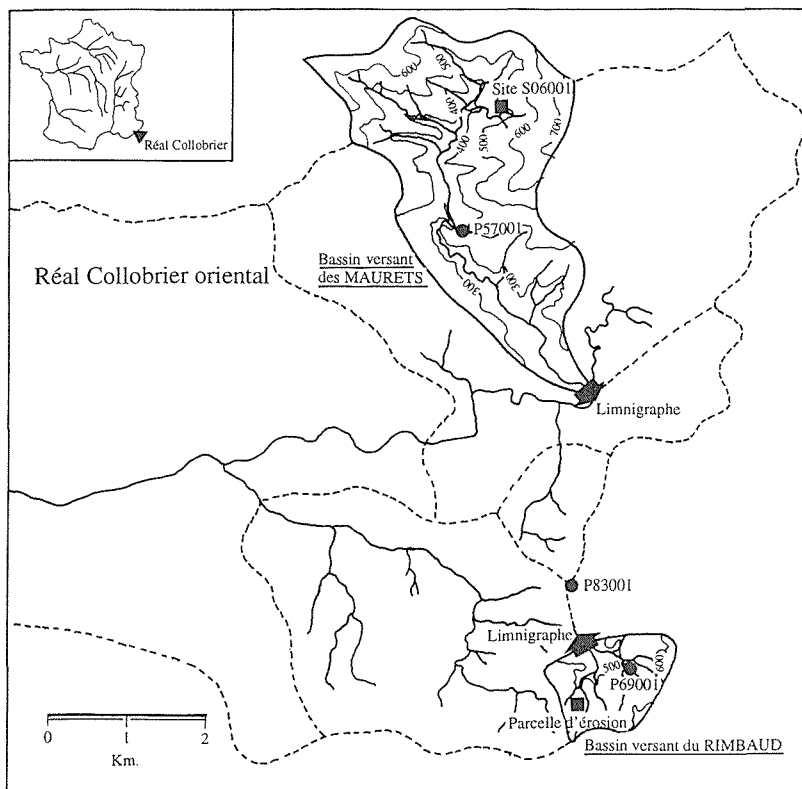 Réal Collobrier
600
500
400
Site S06001
400
500
600
700
P57001
Bassin versant
des MAURETS
300
300
Réal Collobrier oriental
Limnigraphe
P83001
Limnigraphe
500
600
P69001
Parcelle d'érosion
Bassin versant du RIMBAUD
0 1 2
Km.